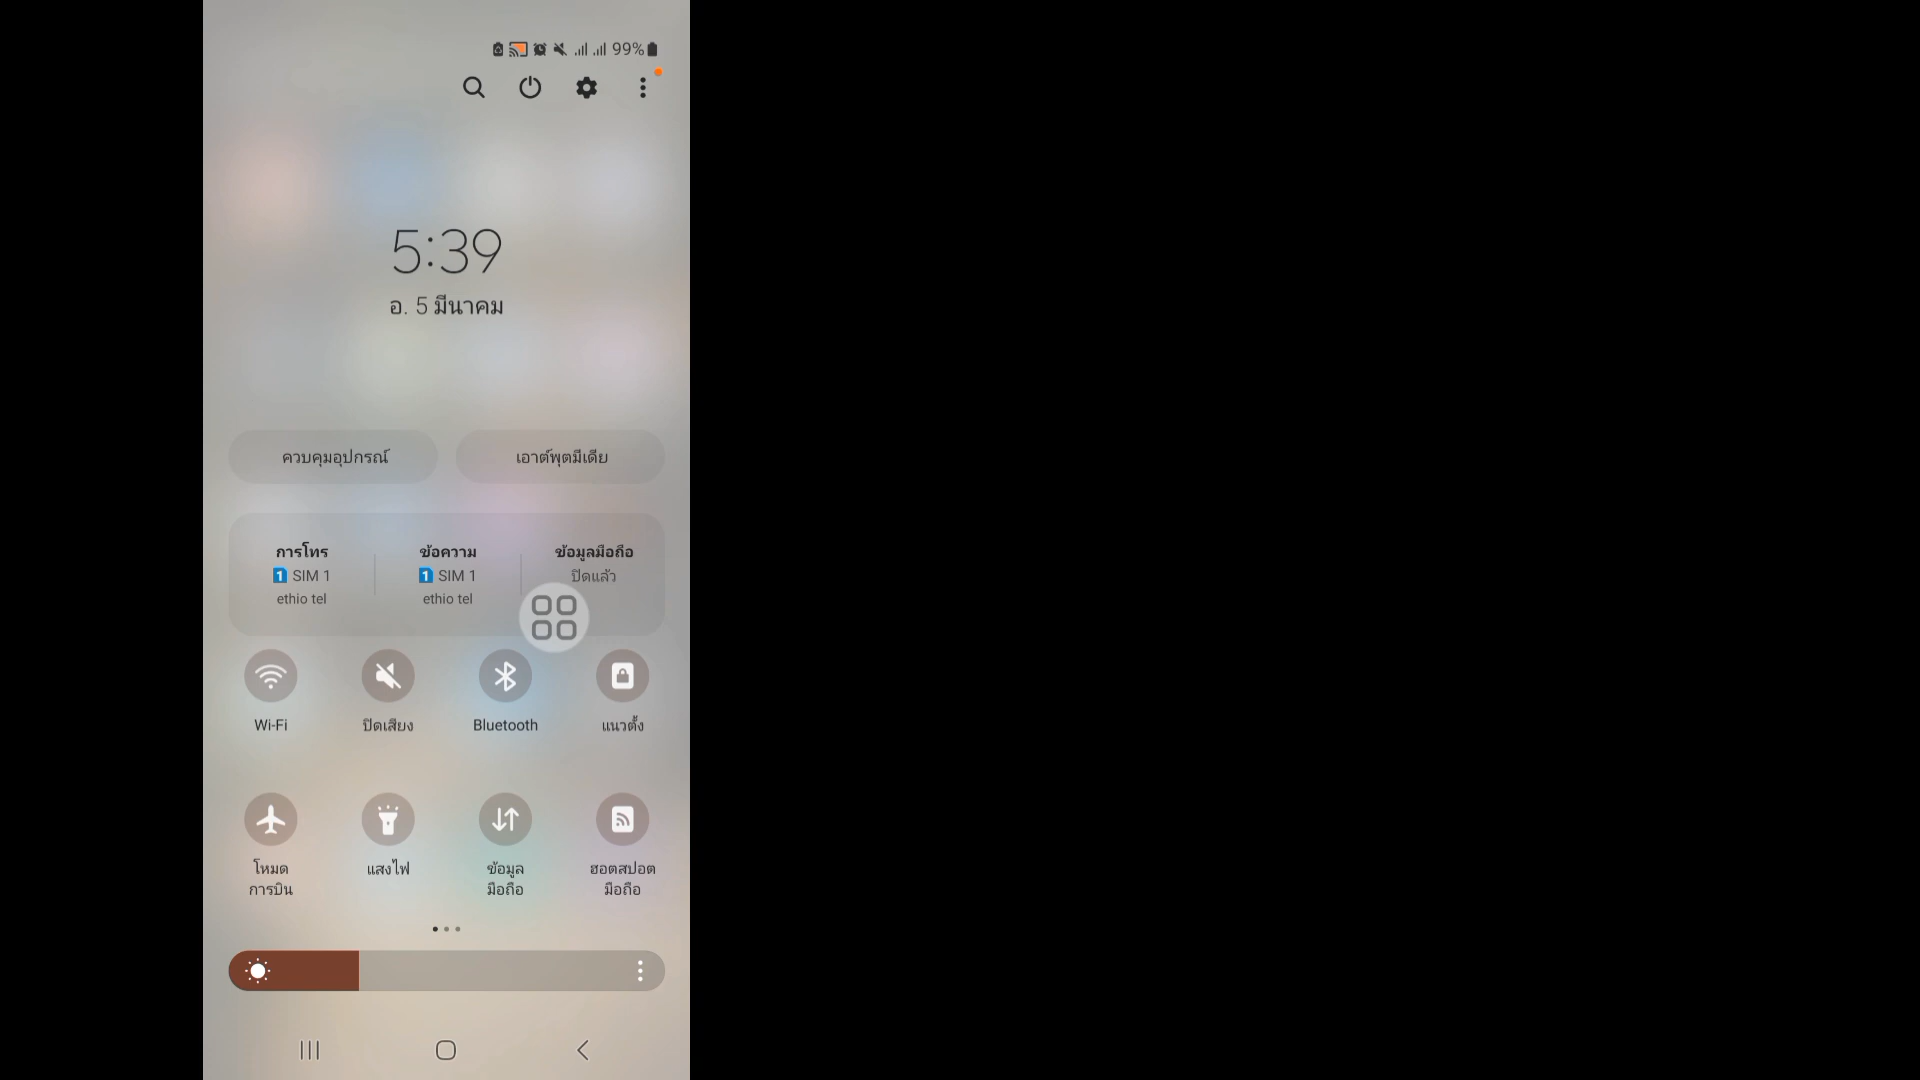 99%
5:39
อ. 5 มีนาคม
ควบคุมอุปกรณ์
เอาต์พุตมีเดีย
การโทร
1 SIM 1
ethio tel
ข้อความ
1 SIM 1
ethio tel
ข้อมูลมือถือ
ปิดแล้ว
Wi-Fi
ปิดเสียง
Bluetooth
แนวตั้ง
โหมด
การบิน
แสงไฟ
ข้อมูล
มือถือ
ฮอตสปอต
มือถือ